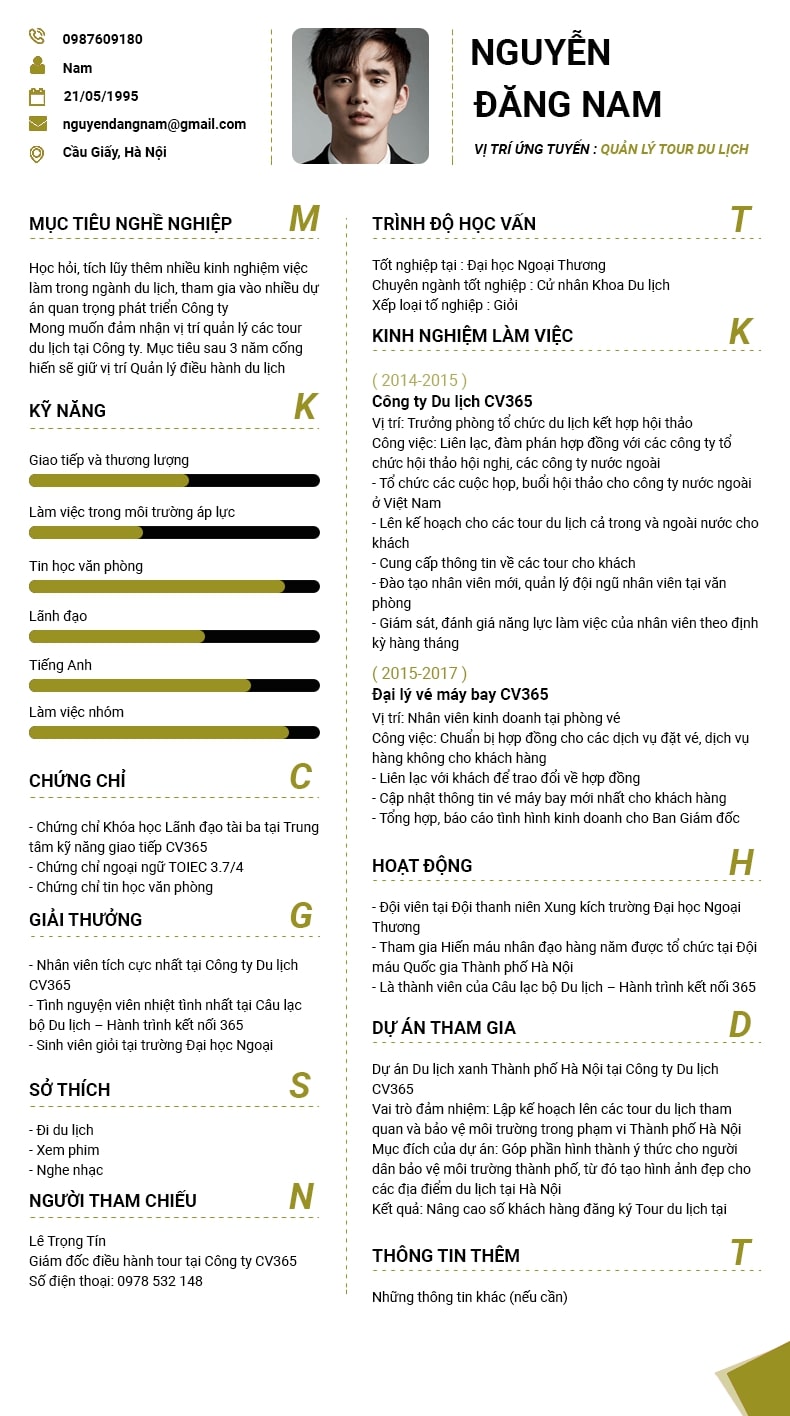 0987609180
Nam
21/05/1995
nguyendangnam@gmail.com
Cầu Giấy, Hà Nội
NGUYỄN
ĐĂNG NAM
VỊ TRÍ ỨNG TUYỂN : QUẢN LÝ TOUR DU LỊCH
MỤC TIÊU NGHỀ NGHIỆP M
Học hỏi, tích lũy thêm nhiều kinh nghiệm việc
làm trong ngành du lịch, tham gia vào nhiều dự
án quan trọng phát triển Công ty
Mong muốn đảm nhận vị trí quản lý các tour
du lịch tại Công ty. Mục tiêu sau 3 năm cống
hiến sẽ giữ vị trí Quản lý điều hành du lịch
KỸ NĂNG K
Giao tiếp và thương lượng
Làm việc trong môi trường áp lực
Tin học văn phòng
Lãnh đạo
Tiếng Anh
Làm việc nhóm
CHỨNG CHỈ C
- Chứng chỉ Khóa học Lãnh đạo tài ba tại Trung
tâm kỹ năng giao tiếp CV365
- Chứng chỉ ngoại ngữ TOIEC 3.7/4
- Chứng chỉ tin học văn phòng
GIẢI THƯỞNG G
- Nhân viên tích cực nhất tại Công ty Du lịch
CV365
- Tình nguyện viên nhiệt tình nhất tại Câu lạc
bộ Du lịch – Hành trình kết nối 365
- Sinh viên giỏi tại trường Đại học Ngoại
SỞ THÍCH S
- Đi du lịch
- Xem phim
- Nghe nhạc
NGƯỜI THAM CHIẾU N
Lê Trọng Tín
Giám đốc điều hành tour tại Công ty CV365
Số điện thoại: 0978 532 148
TRÌNH ĐỘ HỌC VẤN T
Tốt nghiệp tại : Đại học Ngoại Thương
Chuyên ngành tốt nghiệp : Cử nhân Khoa Du lịch
Xếp loại tố nghiệp : Giỏi
KINH NGHIỆM LÀM VIỆC K
( 2014-2015 )
Công ty Du lịch CV365
Vị trí: Trưởng phòng tổ chức du lịch kết hợp hội thảo
Công việc: Liên lạc, đàm phán hợp đồng với các công ty tổ
chức hội thảo hội nghị, các công ty nước ngoài
- Tổ chức các cuộc họp, buổi hội thảo cho công ty nước ngoài
ở Việt Nam
- Lên kế hoạch cho các tour du lịch cả trong và ngoài nước cho
khách
- Cung cấp thông tin về các tour cho khách
- Đào tạo nhân viên mới, quản lý đội ngũ nhân viên tại văn
phòng
- Giám sát, đánh giá năng lực làm việc của nhân viên theo định
kỳ hàng tháng
( 2015-2017 )
Đại lý vé máy bay CV365
Vị trí: Nhân viên kinh doanh tại phòng vé
Công việc: Chuẩn bị hợp đồng cho các dịch vụ đặt vé, dịch vụ
hàng không cho khách hàng
- Liên lạc với khách để trao đổi về hợp đồng
- Cập nhật thông tin vé máy bay mới nhất cho khách hàng
- Tổng hợp, báo cáo tình hình kinh doanh cho Ban Giám đốc
HOẠT ĐỘNG H
- Đội viên tại Đội thanh niên Xung kích trường Đại học Ngoại
Thương
- Tham gia Hiến máu nhân đạo hàng năm được tổ chức tại Đội
máu Quốc gia Thành phố Hà Nội
- Là thành viên của Câu lạc bộ Du lịch – Hành trình kết nối 365
DỰ ÁN THAM GIA D
Dự án Du lịch xanh Thành phố Hà Nội tại Công ty Du lịch
CV365
Vai trò đảm nhiệm: Lập kế hoạch lên các tour du lịch tham
quan và bảo vệ môi trường trong phạm vi Thành phố Hà Nội
Mục đích của dự án: Góp phần hình thành ý thức cho người
dân bảo vệ môi trường thành phố, từ đó tạo hình ảnh đẹp cho
các địa điểm du lịch tại Hà Nội
Kết quả: Nâng cao số khách hàng đăng ký Tour du lịch tại
THÔNG TIN THÊM T
Những thông tin khác (nếu cần)